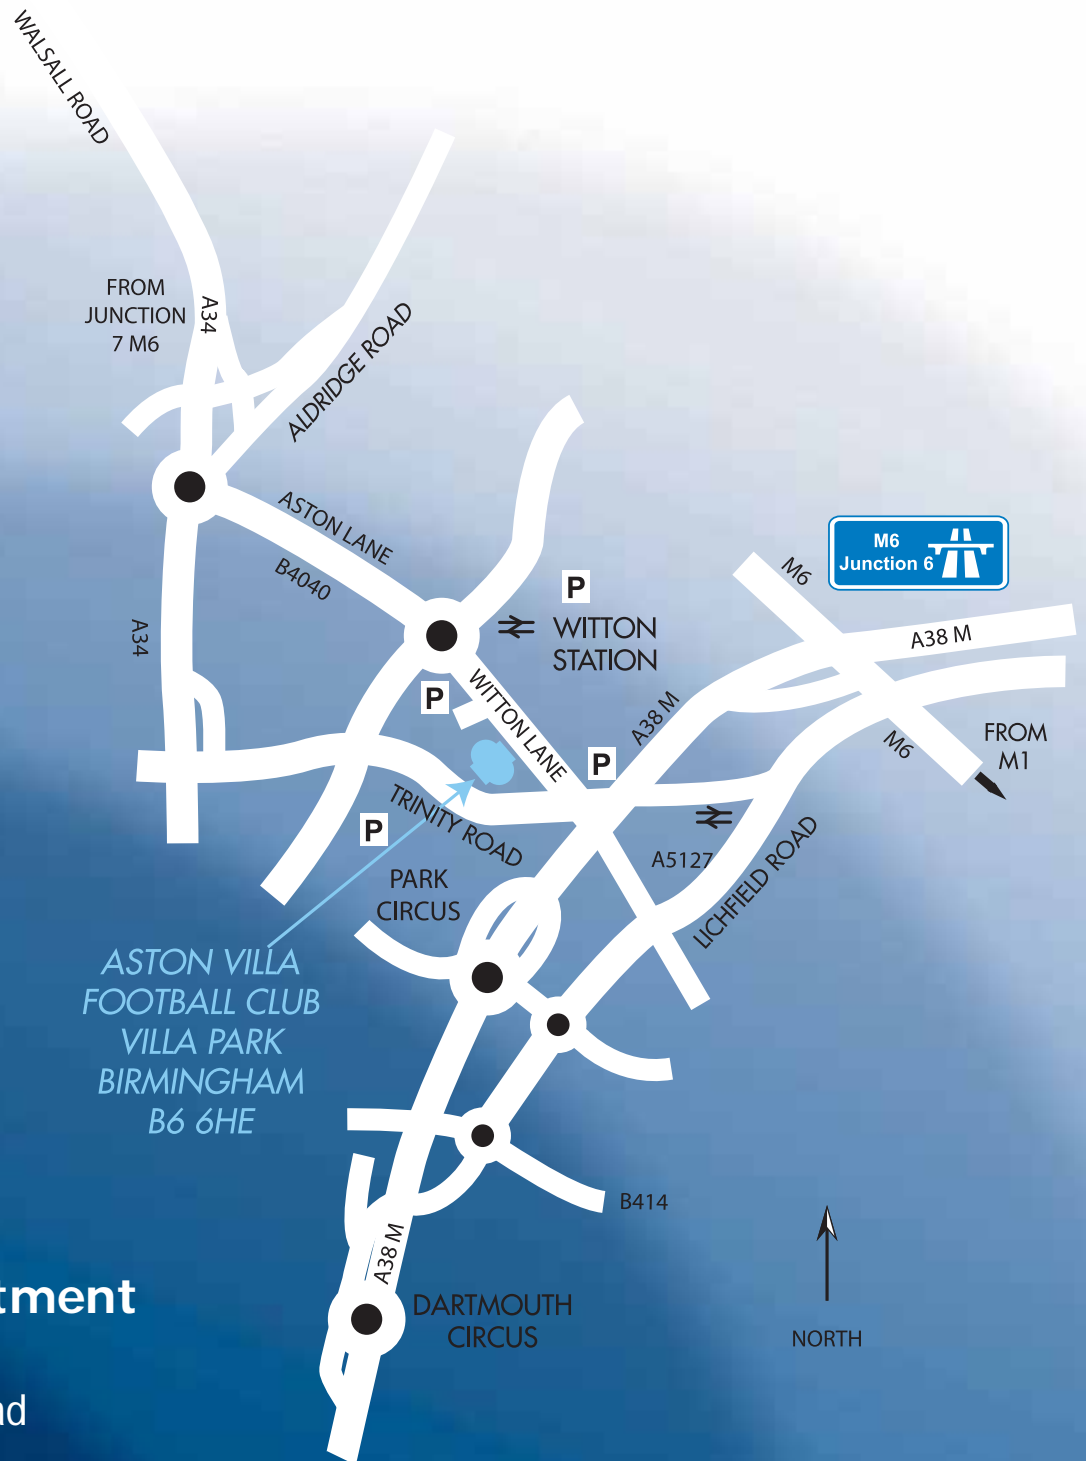 WALSALL ROAD
FROM
JUNCTION
7 M6
A34
ALDRIDGE ROAD
ASTON LANE
B4040
A34
M6
Junction 6
M6
A38 M
P
WITTON
STATION
P
WITTON LANE
A38 M
M6
FROM
M1
P
TRINITY ROAD
P
A5127
LICHFIELD ROAD
PARK
CIRCUS
ASTON VILLA
FOOTBALL CLUB
VILLA PARK
BIRMINGHAM
B6 6HE
B414
A38 M
DARTMOUTH
CIRCUS
NORTH
tment
nd